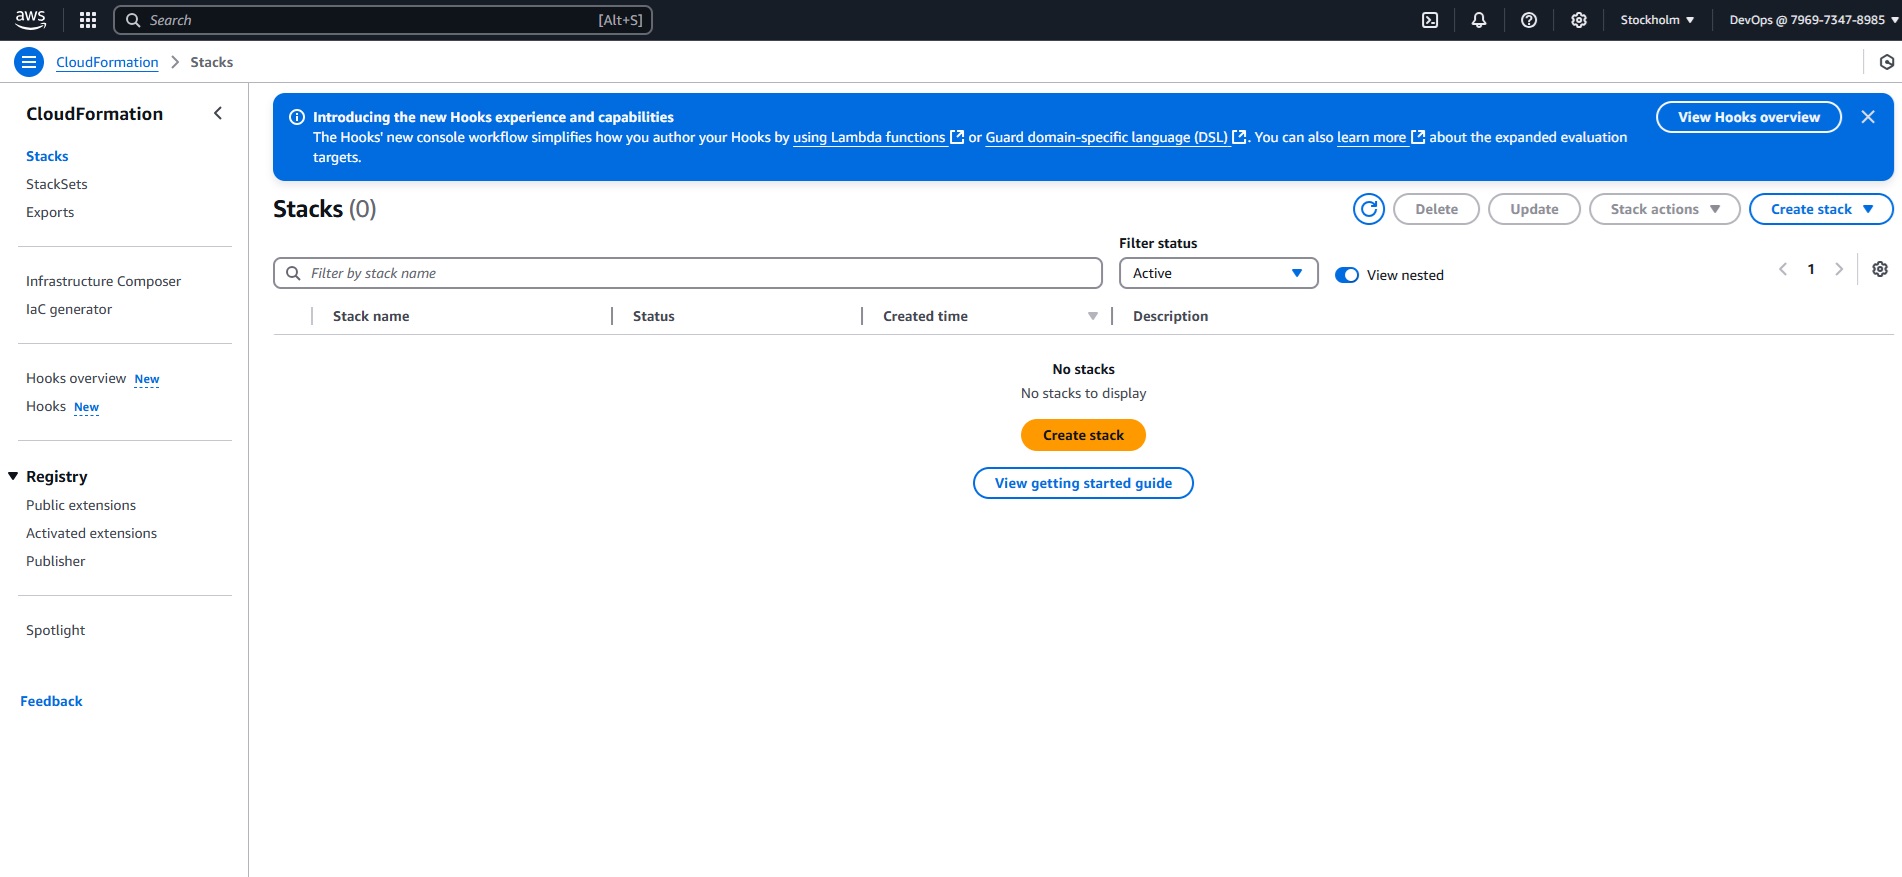 aws
Search [Alt+S]
Stockholm
DevOps @ 7969-7347-8985
CloudFormation
Stacks
CloudFormation
Stacks
StackSets
Exports
Infrastructure Composer
IaC generator
Hooks overview New
Hooks New
Registry
Public extensions
Activated extensions
Publisher
Spotlight
Feedback
Introducing the new Hooks experience and capabilities
The Hooks' new console workflow simplifies how you author your Hooks by using Lambda functions or Guard domain-specific language (DSL). You can also learn more about the expanded evaluation
targets.
View Hooks overview
Stacks (0)
Delete
Update
Stack actions
Create stack
Filter by stack name
Filter status
Active
View nested
1
Stack name
Status
Created time
Description
No stacks
No stacks to display
Create stack
View getting started guide